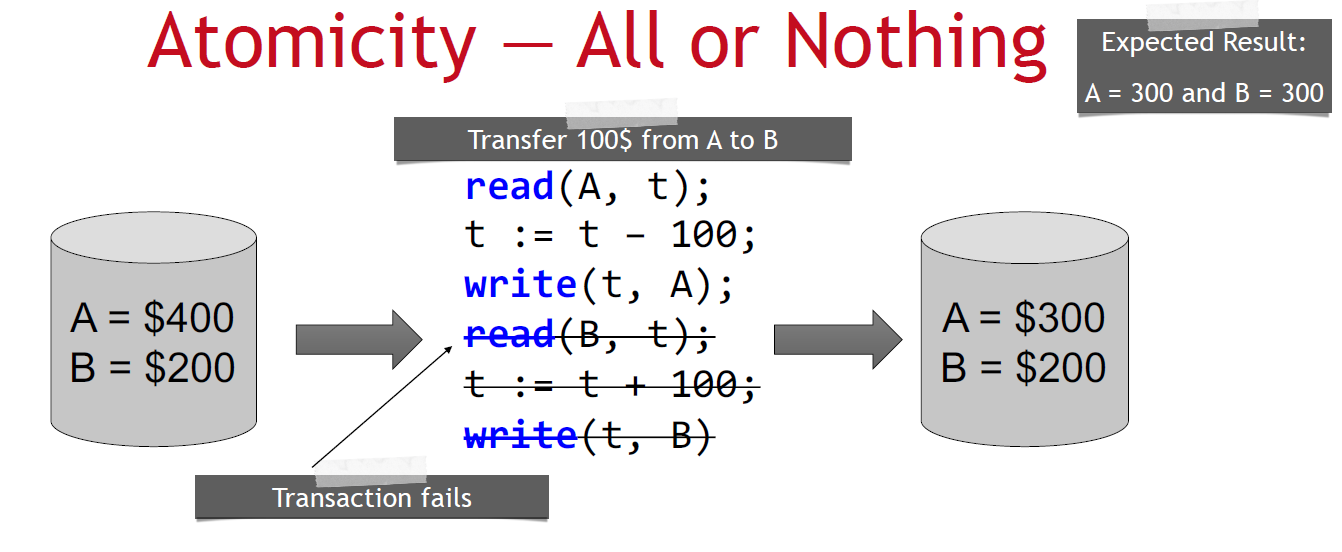 Atomicity — All or Nothing
Expected Result:
A = 300 and B = 300
Transfer 100$ from A to B
read(A, t);
t := t – 100;
write(t, A);
read(B, t);
t := t + 100;
write(t, B)
A = $400
B = $200
A = $300
B = $200
Transaction fails